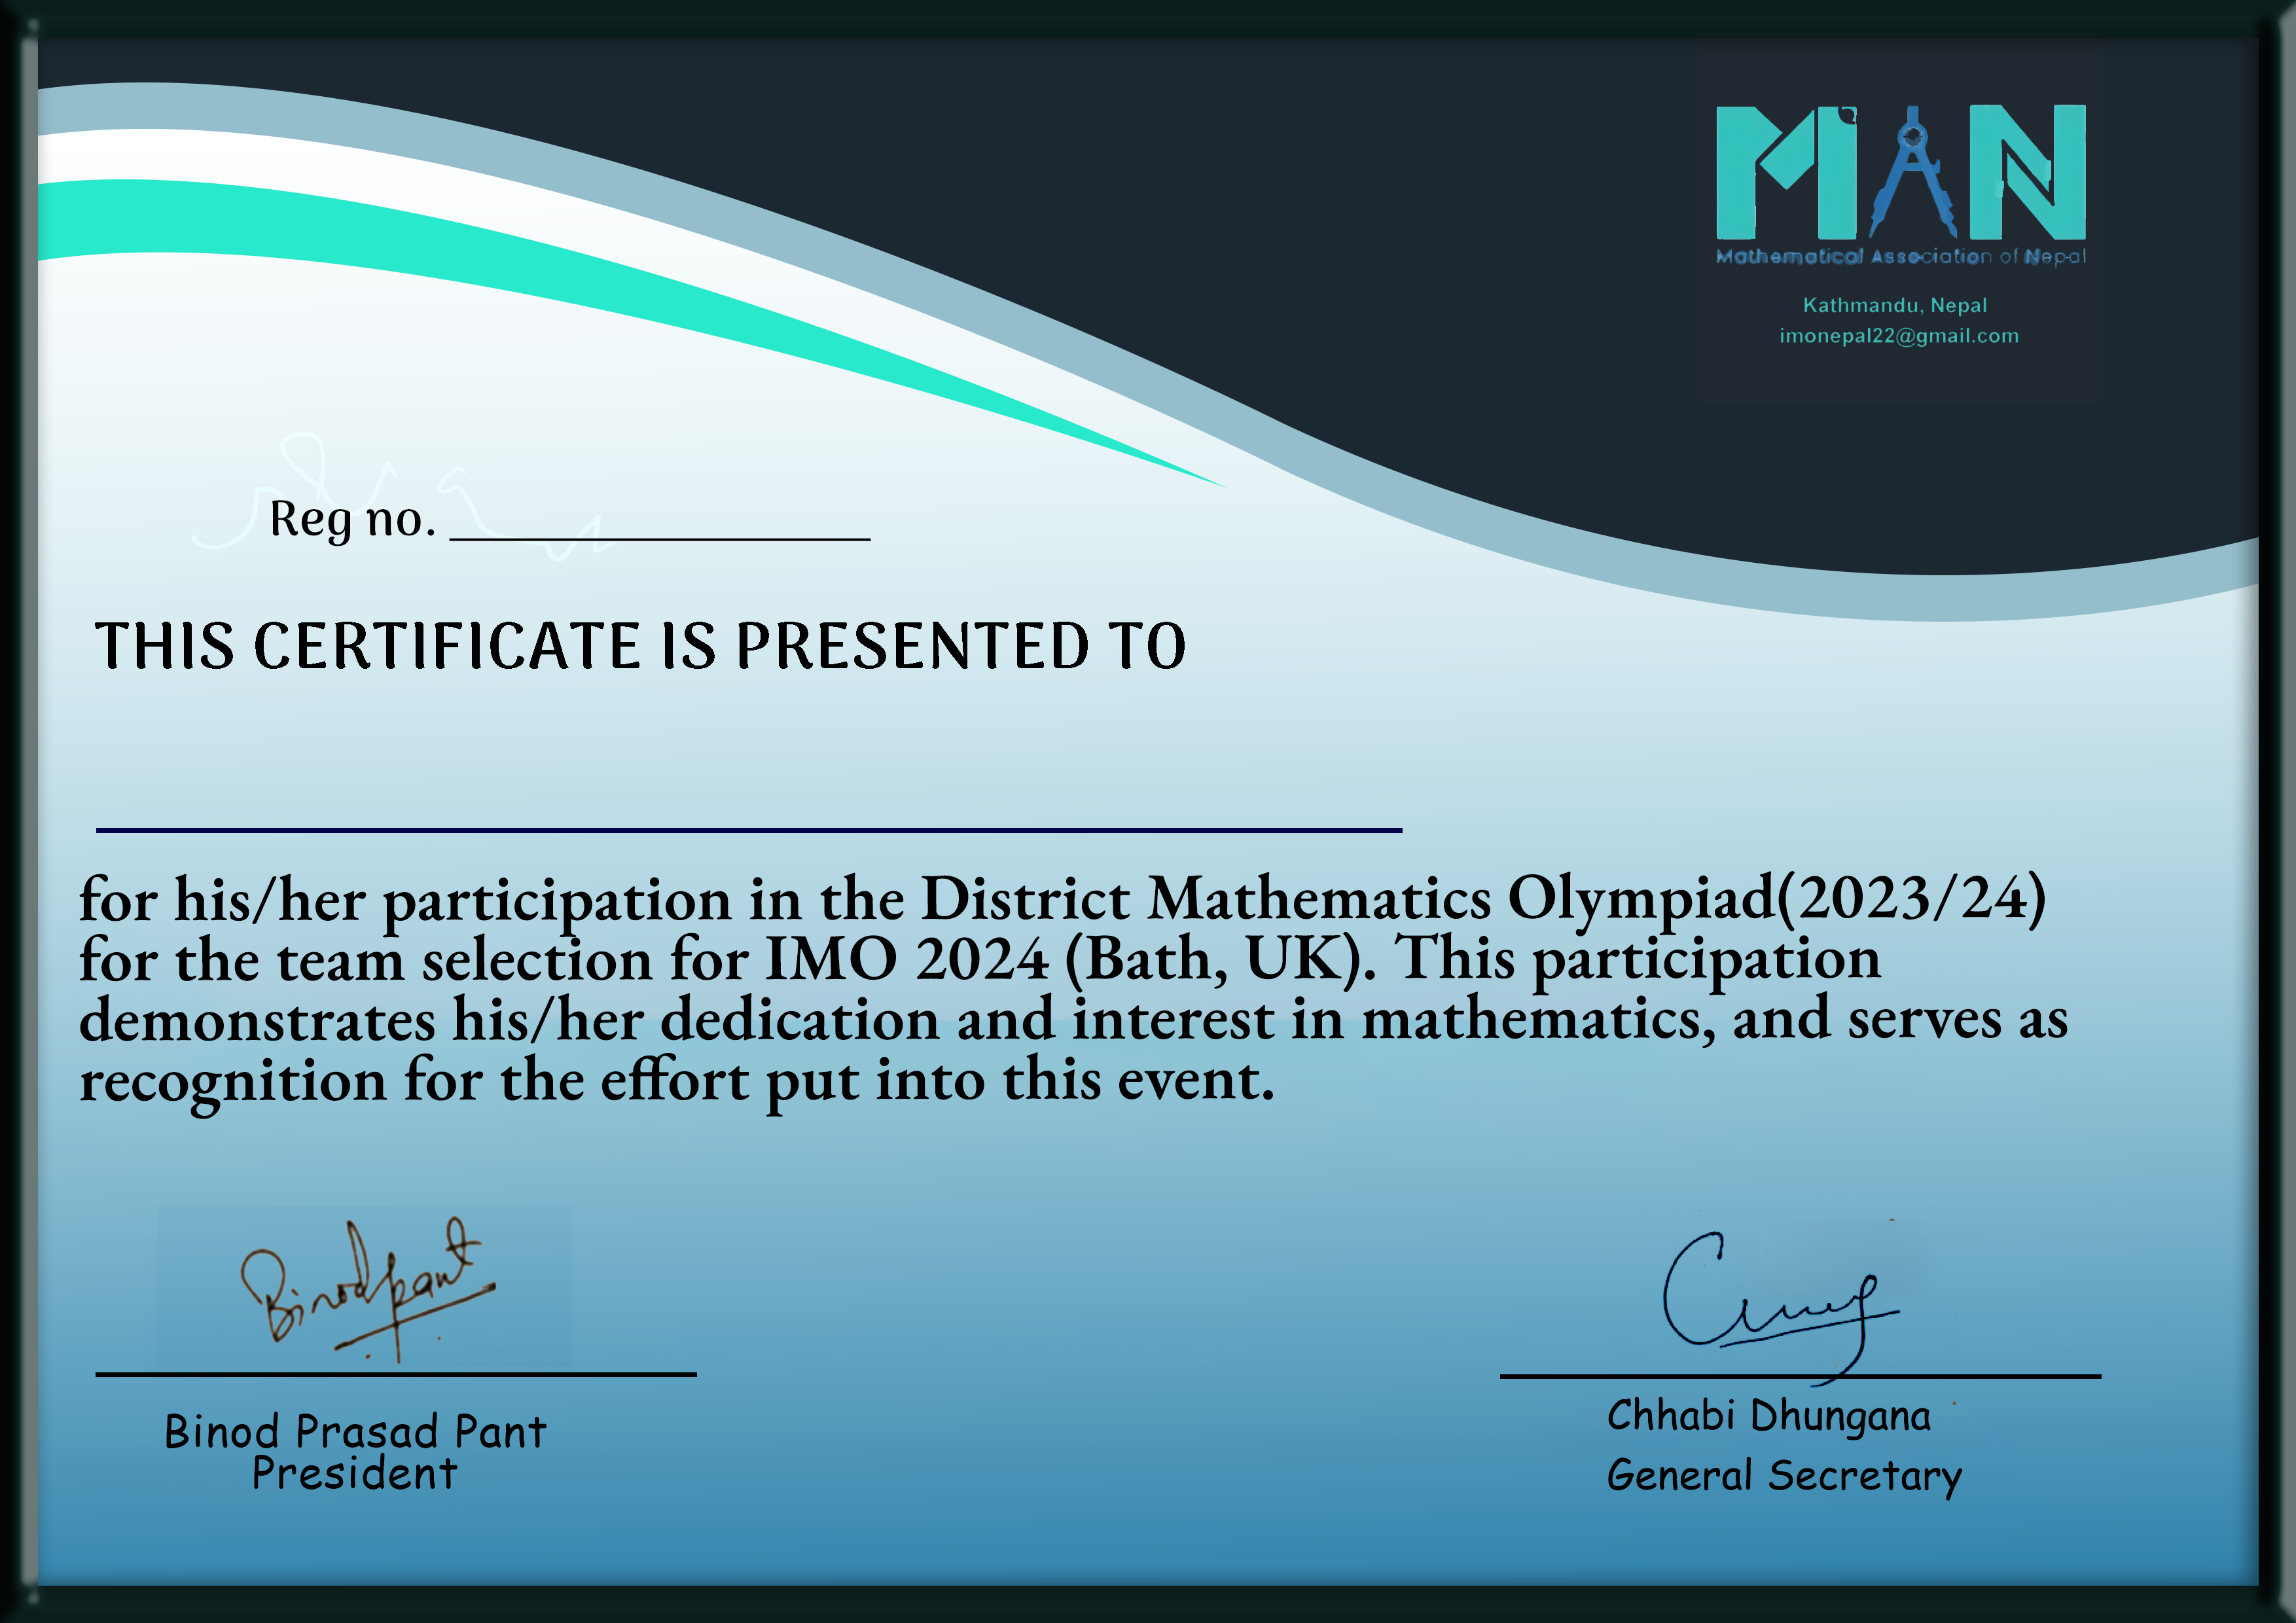 MAN
Mathematical Association of Nepal
Kathmandu, Nepal
imonepal22@gmail.com
Reg no. ________________
THIS CERTIFICATE IS PRESENTED TO
for his/her participation in the District Mathematics Olympiad(2023/24)
for the team selection for IMO 2024 (Bath, UK). This participation
demonstrates his/her dedication and interest in mathematics, and serves as
recognition for the effort put into this event.
Binod Pant
Binod Prasad Pant
President
Chhabi Dhungana
General Secretary